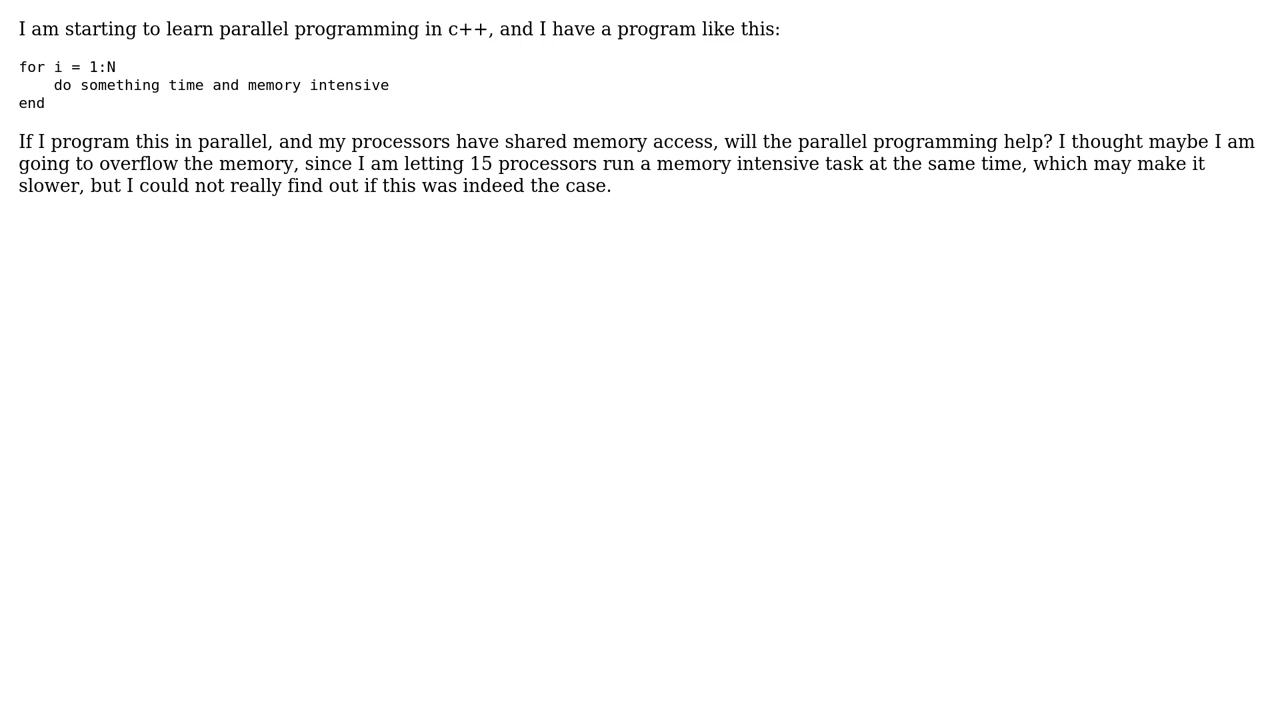 I am starting to learn parallel programming in c++, and I have a program like this:
for i = 1:N
    do something time and memory intensive
end
If I program this in parallel, and my processors have shared memory access, will the parallel programming help? I thought maybe I am
going to overflow the memory, since I am letting 15 processors run a memory intensive task at the same time, which may make it
slower, but I could not really find out if this was indeed the case.